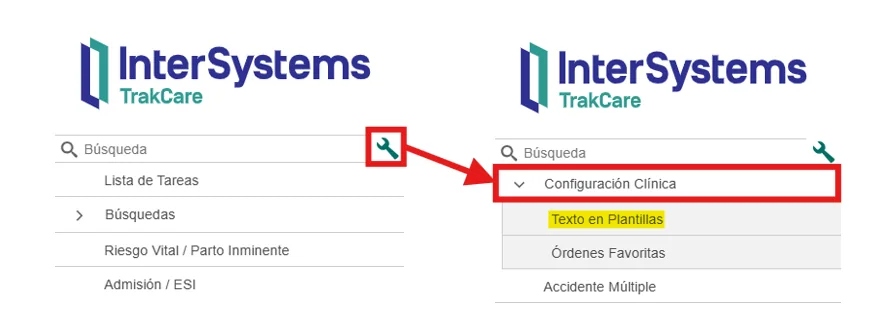 InterSystems
TrakCare
Búsqueda
Lista de Tareas
Búsquedas
Riesgo Vital / Parto Inminente
Admisión / ESI
InterSystems
TrakCare
Búsqueda
Configuración Clínica
Texto en Plantillas
Órdenes Favoritas
Accidente Múltiple